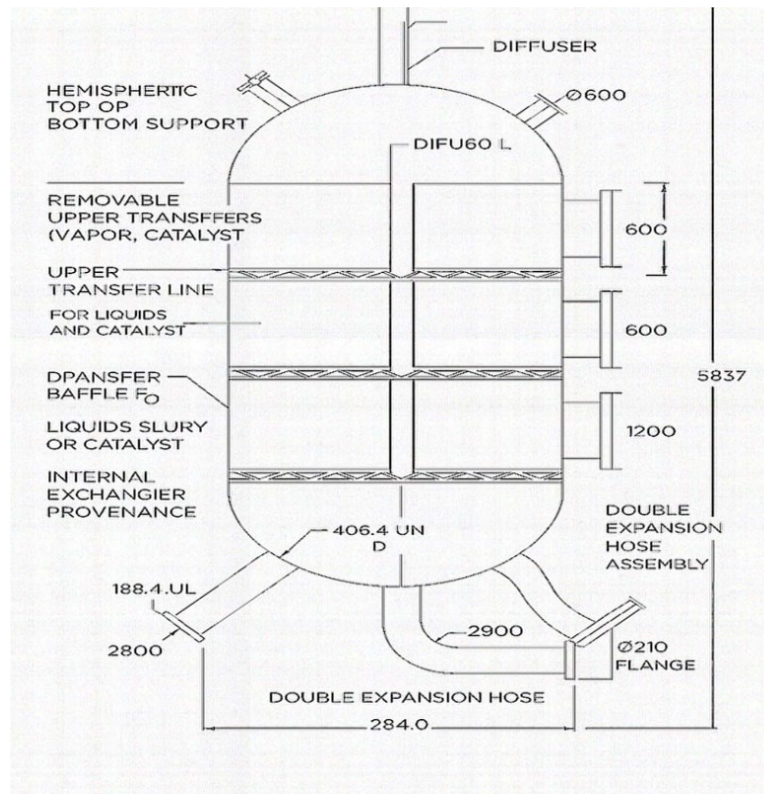 DIFFUSER
HEMISPHERTIC
TOP OP
BOTTOM SUPPORT
Ø600
DIFU60 L
REMOVABLE
UPPER TRANSFFERS
(VAPOR, CATALYST
600
UPPER
TRANSFER LINE
FOR LIQUIDS
AND CATALYST
600
5837
DPANSFER
BAFFLE FO
LIQUIDS SLURY
OR CATALYST
1200
INTERNAL
EXCHANGIER
PROVENANCE
DOUBLE
EXPANSION
HOSE
ASSEMBLY
406.4 UN
D
188.4.UL
2800
2900
Ø210
FLANGE
DOUBLE EXPANSION HOSE
284.0